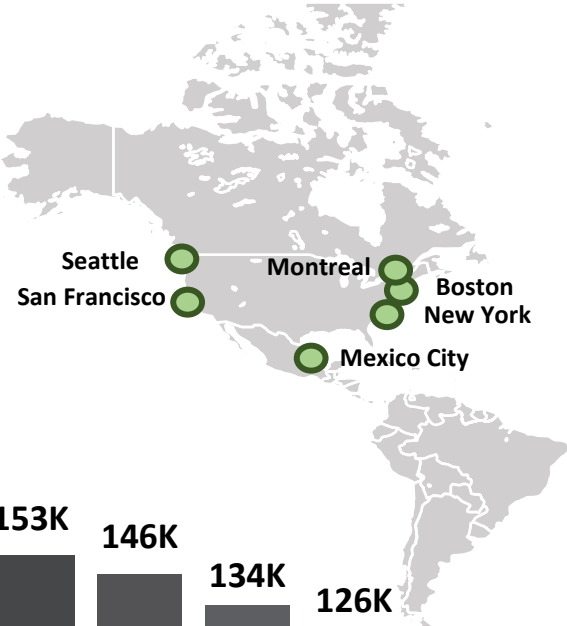 Seattle
Montreal
San Francisco
Boston
New York
Mexico City
153K
146K
134K
126K